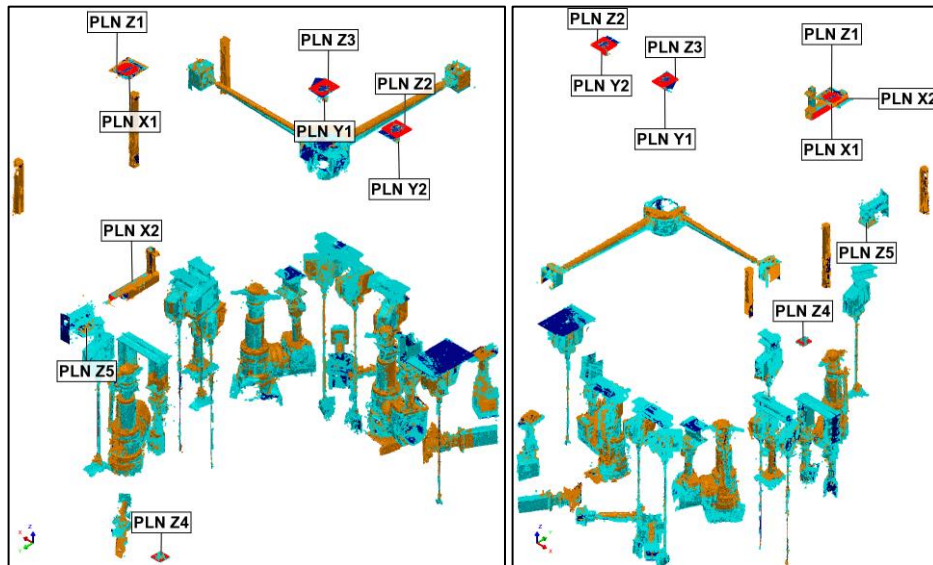 PLN Z1
PLN Z3
PLN Z2
PLN X1
PLN Y1
PLN Y2
PLN X2
PLN Z5
PLN Z4
Z
X
Y
PLN Z2
PLN Z3
PLN Z1
PLN Y2
PLN X2
PLN Y1
PLN X1
PLN Z5
PLN Z4
Z
X
Y